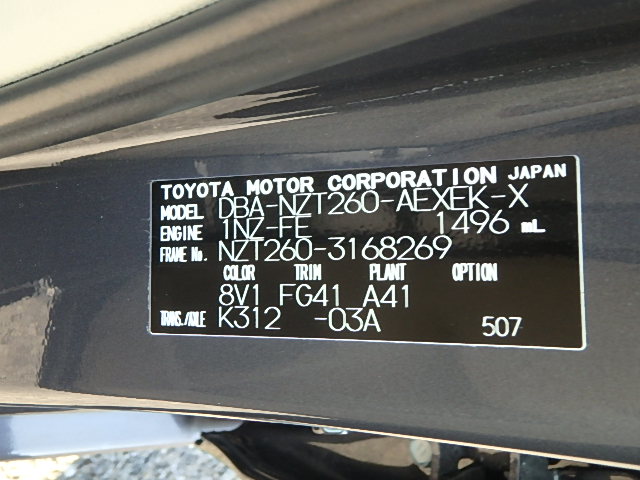 TOYOTA MOTOR CORPORATION JAPAN
MODEL DBA-NZT260-AEXEK-X
ENGINE 1NZ-FE 1496 mL
FRAME No. NZT260-3168269
COLOR TRIM PLANT OPTION
8V1 FG41 A41
TRANS./AXLE K312 -03A 507